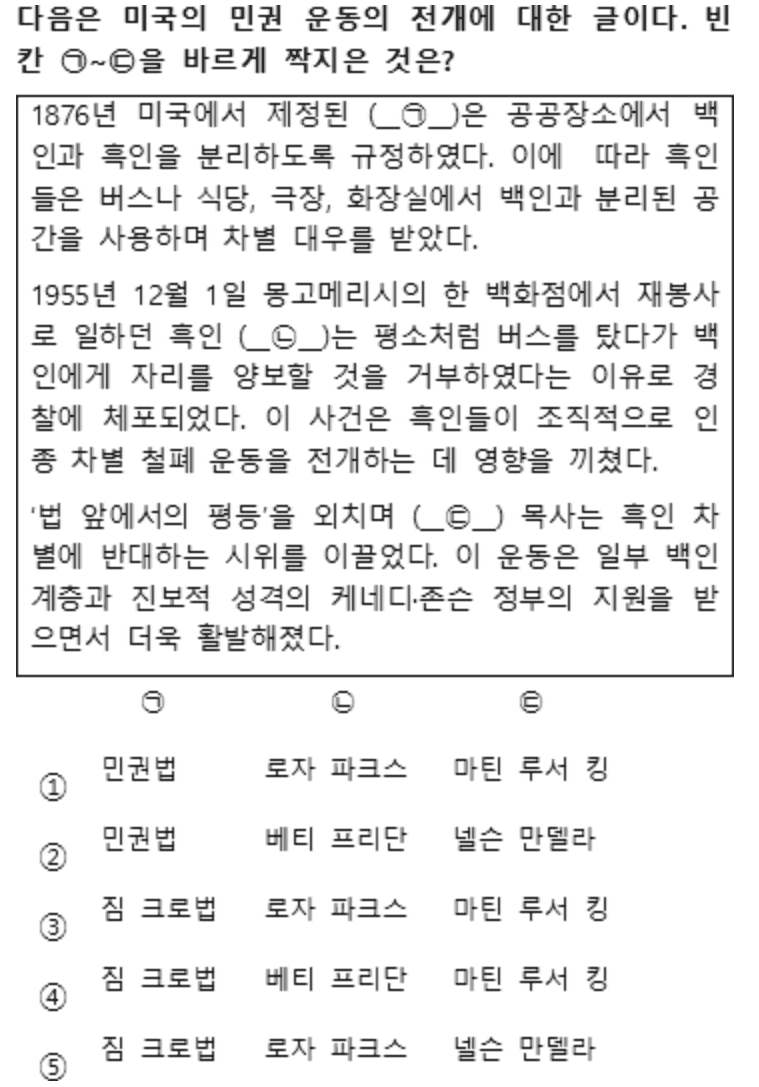 다음은 미국의 민권 운동의 전개에 대한 글이다. 빈
칸 ㉠~㉢을 바르게 짝지은 것은?
1876년 미국에서 제정된 (_㉠_)은 공공장소에서 백
인과 흑인을 분리하도록 규정하였다. 이에 따라 흑인
들은 버스나 식당, 극장, 화장실에서 백인과 분리된 공
간을 사용하며 차별 대우를 받았다.
1955년 12월 1일 몽고메리시의 한 백화점에서 재봉사
로 일하던 흑인 (_㉡_)는 평소처럼 버스를 탔다가 백
인에게 자리를 양보할 것을 거부하였다는 이유로 경
찰에 체포되었다. 이 사건은 흑인들이 조직적으로 인
종 차별 철폐 운동을 전개하는 데 영향을 끼쳤다.
‘법 앞에서의 평등’을 외치며 (_㉢_) 목사는 흑인 차
별에 반대하는 시위를 이끌었다. 이 운동은 일부 백인
계층과 진보적 성격의 케네디·존슨 정부의 지원을 받
으면서 더욱 활발해졌다.
㉠ ㉡ ㉢
① 민권법 로자 파크스 마틴 루서 킹
② 민권법 베티 프리단 넬슨 만델라
③ 짐 크로법 로자 파크스 마틴 루서 킹
④ 짐 크로법 베티 프리단 마틴 루서 킹
⑤ 짐 크로법 로자 파크스 넬슨 만델라